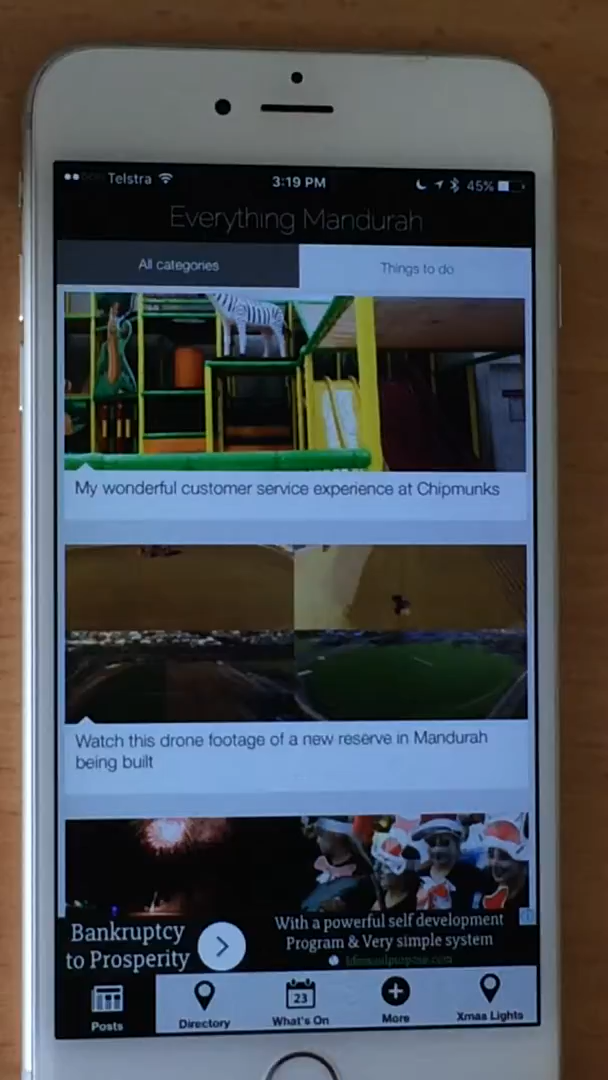 Telstra 3:19 PM 45%
Everything Mandurah
All categories
Things to do
My wonderful customer service experience at Chipmunks
Watch this drone footage of a new reserve in Mandurah
being built
Bankruptcy
to Prosperity
With a powerful self development
Program & Very simple system
Posts
Directory
23
What's On
More
Xmas Lights